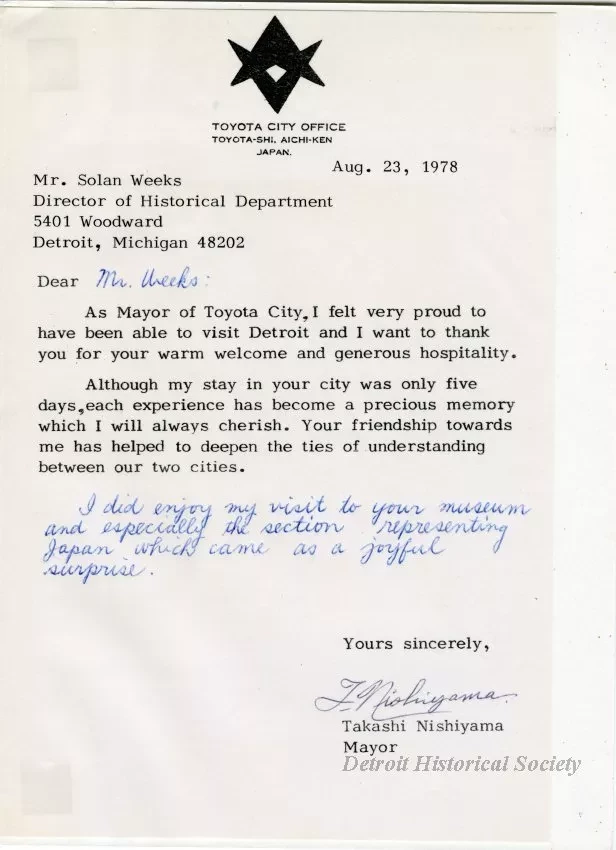 TOYOTA CITY OFFICE
TOYOTA-SHI, AICHI-KEN
JAPAN.
Aug. 23, 1978
Mr. Solan Weeks
Director of Historical Department
5401 Woodward
Detroit, Michigan 48202
Dear Mr. Weeks:
As Mayor of Toyota City,I felt very proud to
have been able to visit Detroit and I want to thank
you for your warm welcome and generous hospitality.
Although my stay in your city was only five
days,each experience has become a precious memory
which I will always cherish. Your friendship towards
me has helped to deepen the ties of understanding
between our two cities.
I did enjoy my visit to your museum
and especially the section representing
Japan which came as a joyful
surprise.
Yours sincerely,
T. Nishiyama
Takashi Nishiyama
Mayor
Detroit Historical Society